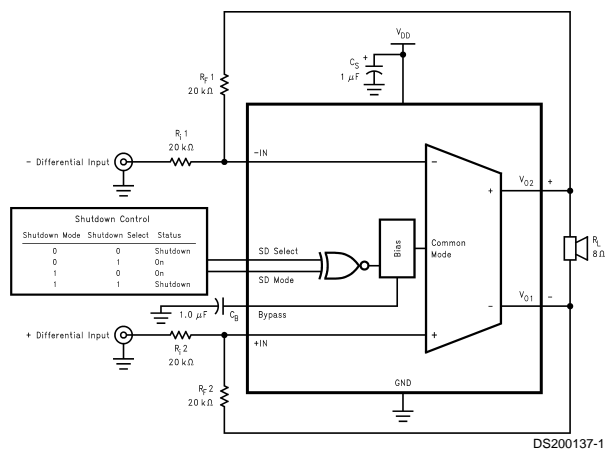 V_DD
C_S +
1 μF
R_F 1
20 kΩ
R_i 1
20 kΩ
- Differential Input
-IN
-
V_O2 +
+
Shutdown Control
Shutdown Mode Shutdown Select Status
0 0 Shutdown
0 1 On
1 0 On
1 1 Shutdown
SD Select
SD Mode
Bias
Common
Mode
R_L
8 Ω
1.0 μF C_B
Bypass
-
V_O1 -
+ Differential Input
R_i 2
20 kΩ
+IN
+
R_F 2
20 kΩ
GND
DS200137-1